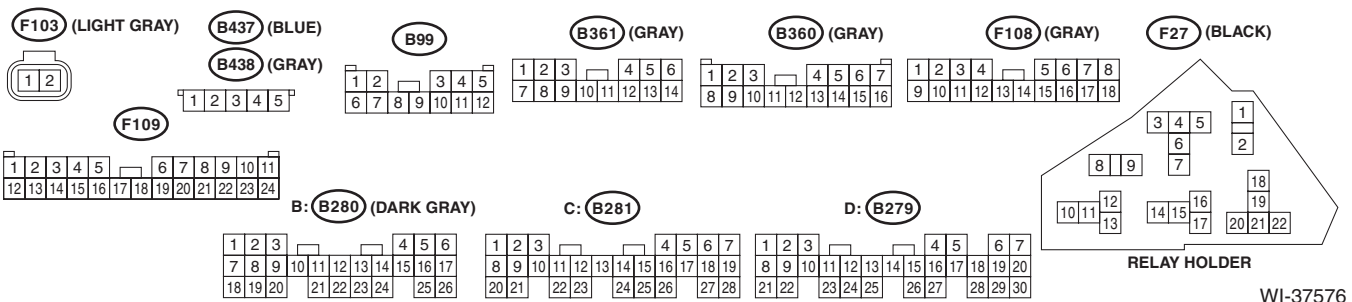 F103 (LIGHT GRAY)
1 2
B437 (BLUE)
B438 (GRAY)
1 2 3 4 5
B99
1 2 3 4 5
6 7 8 9 10 11 12
B361 (GRAY)
1 2 3 4 5 6
7 8 9 10 11 12 13 14
B360 (GRAY)
1 2 3 4 5 6 7
8 9 10 11 12 13 14 15 16
F108 (GRAY)
1 2 3 4 5 6 7 8
9 10 11 12 13 14 15 16 17 18
F27 (BLACK)
1
3 4 5
2
6
7
8 9
18
12
16
19
10 11
14 15
13
17
20 21 22
RELAY HOLDER
F109
1 2 3 4 5 6 7 8 9 10 11
12 13 14 15 16 17 18 19 20 21 22 23 24
B: B280 (DARK GRAY)
1 2 3 4 5 6
7 8 9 10 11 12 13 14 15 16 17
18 19 20 21 22 23 24 25 26
C: B281
1 2 3 4 5 6 7
8 9 10 11 12 13 14 15 16 17 18 19
20 21 22 23 24 25 26 27 28
D: B279
1 2 3 4 5 6 7
8 9 10 11 12 13 14 15 16 17 18 19 20
21 22 23 24 25 26 27 28 29 30
WI-37576